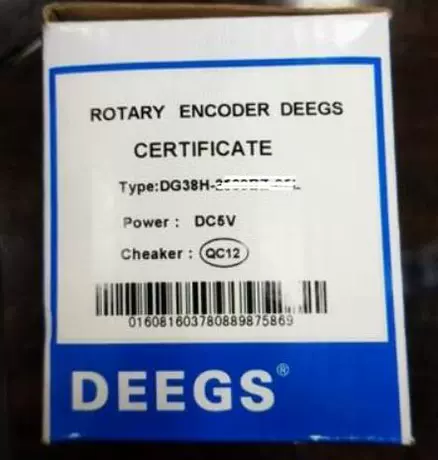 ROTARY ENCODER DEEGS
CERTIFICATE
Type:DG38H-
Power : DC5V
Cheaker : QC12
016081603780889875869
DEEGS®